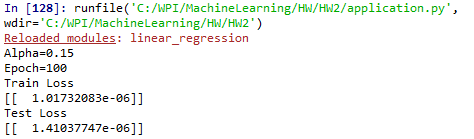 In [128]: runfile('C:/WPI/MachineLearning/HW/HW2/application.py',
wdir='C:/WPI/MachineLearning/HW/HW2')
Reloaded modules: linear_regression
Alpha=0.15
Epoch=100
Train Loss
[[  1.01732083e-06]]
Test Loss
[[  1.41037747e-06]]